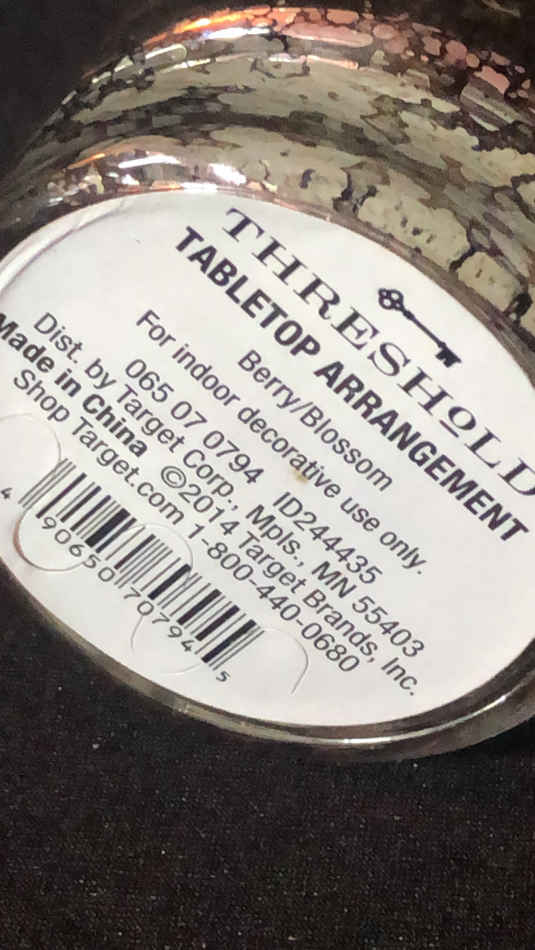 THRESHOLD
TABLETOP ARRANGEMENT
Berry/Blossom
For indoor decorative use only.
065 07 0794 ID244435
Dist. by Target Corp., Mpls., MN 55403
Made in China ©2014 Target Brands, Inc.
Shop Target.com 1-800-440-0680
4 90650 70794 5